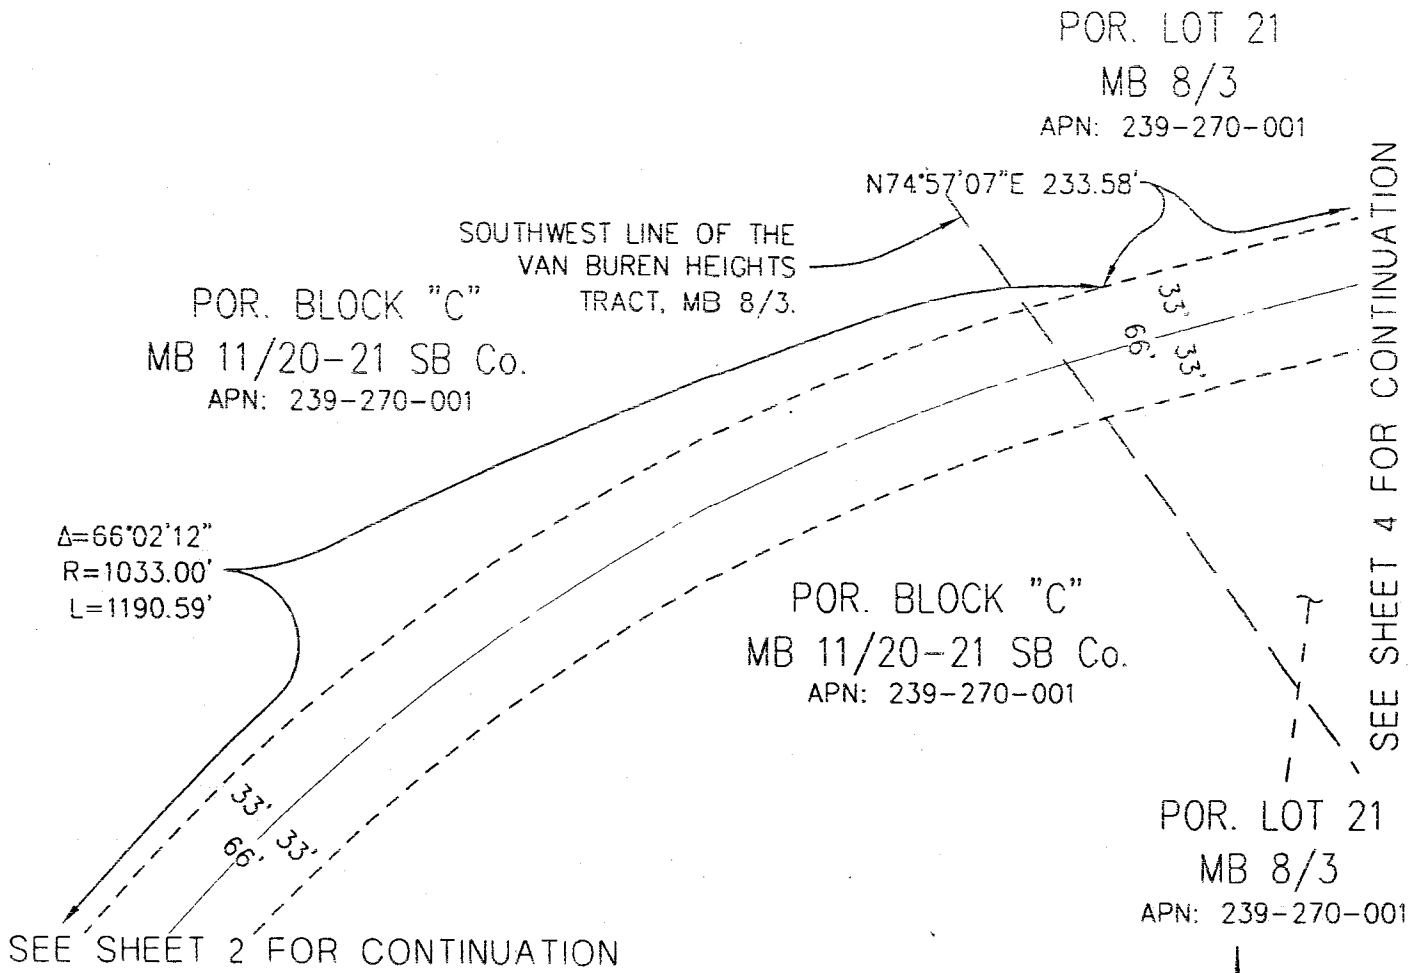 POR. LOT 21
MB 8/3
APN: 239-270-001
N74°57'07"E 233.58'
SOUTHWEST LINE OF THE
VAN BUREN HEIGHTS
TRACT, MB 8/3.
POR. BLOCK "C"
MB 11/20-21 SB Co.
APN: 239-270-001
33'
66'
33'
SEE SHEET 4 FOR CONTINUATION
Δ=66°02'12"
R=1033.00'
L=1190.59'
POR. BLOCK "C"
MB 11/20-21 SB Co.
APN: 239-270-001
33'
66'
33'
POR. LOT 21
MB 8/3
APN: 239-270-001
SEE SHEET 2 FOR CONTINUATION